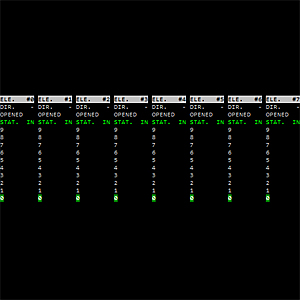 ELE. #0 ELE. #1 ELE. #2 ELE. #3 ELE. #4 ELE. #5 ELE. #6 ELE. #7
DIR. - DIR. - DIR. - DIR. - DIR. - DIR. - DIR. - DIR. -
OPENED OPENED OPENED OPENED OPENED OPENED OPENED OPENED
STAT. IN STAT. IN STAT. IN STAT. IN STAT. IN STAT. IN STAT. IN STAT. IN
9 9 9 9 9 9 9 9
8 8 8 8 8 8 8 8
7 7 7 7 7 7 7 7
6 6 6 6 6 6 6 6
5 5 5 5 5 5 5 5
4 4 4 4 4 4 4 4
3 3 3 3 3 3 3 3
2 2 2 2 2 2 2 2
1 1 1 1 1 1 1 1
0 0 0 0 0 0 0 0